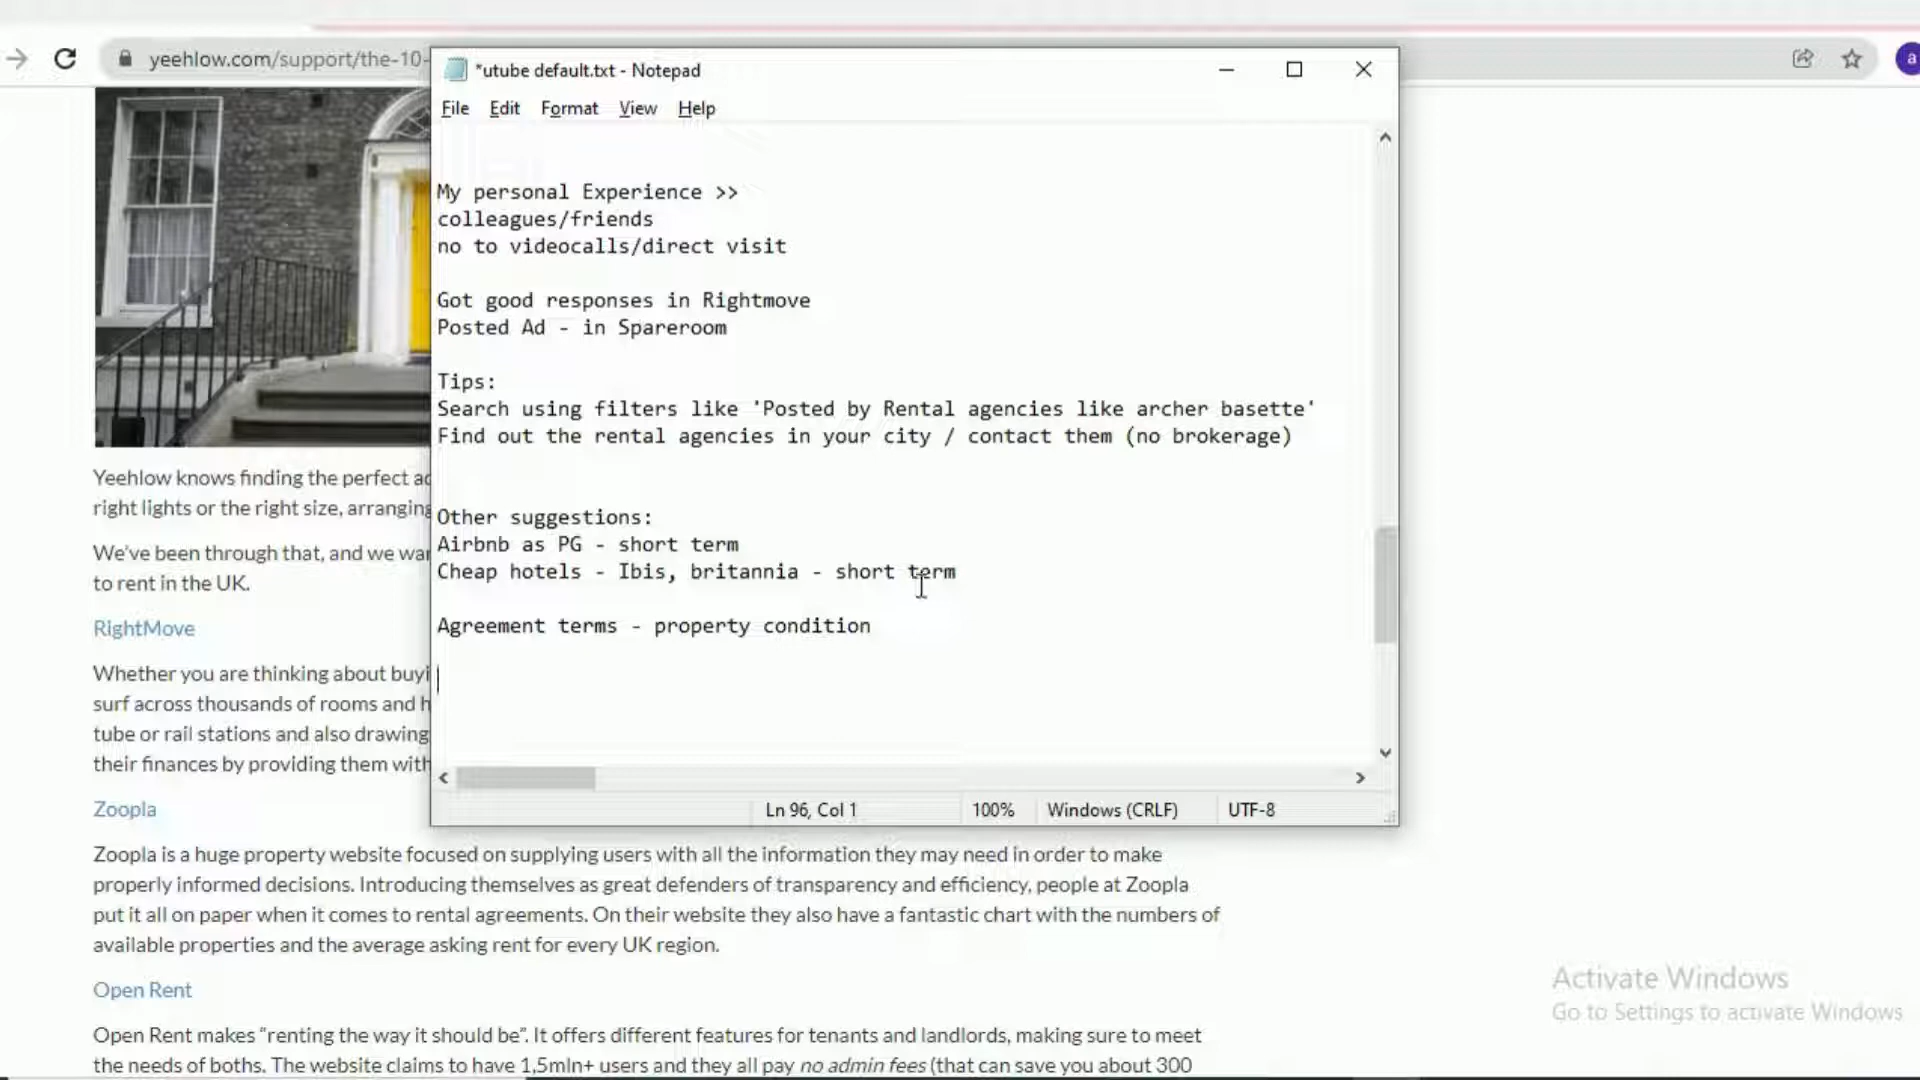 yeehlow.com/support/the-10-
a
*utube default.txt - Notepad
File Edit Format View Help
My personal Experience >>
colleagues/friends
no to videocalls/direct visit
Got good responses in Rightmove
Posted Ad - in Spareroom
Tips:
Search using filters like 'Posted by Rental agencies like archer basette'
Find out the rental agencies in your city / contact them (no brokerage)
Other suggestions:
Airbnb as PG - short term
Cheap hotels - Ibis, britannia - short term
Agreement terms - property condition
Ln 96, Col 1
100%
Windows (CRLF)
UTF-8
Yeehlow knows finding the perfect
right lights or the right size, arranging
We've been through that, and we
to rent in the UK.
RightMove
Whether you are thinking about
surf across thousands of rooms and
tube or rail stations and also drawing
their finances by providing them with
Zoopla
Zoopla is a huge property website focused on supplying users with all the information they may need in order to make
properly informed decisions. Introducing themselves as great defenders of transparency and efficiency, people at Zoopla
put it all on paper when it comes to rental agreements. On their website they also have a fantastic chart with the numbers of
available properties and the average asking rent for every UK region.
Open Rent
Open Rent makes “renting the way it should be”. It offers different features for tenants and landlords, making sure to meet
the needs of boths. The website claims to have 1,5mln+ users and they all pay no admin fees (that can save you about 300
Activate Windows
Go to Settings to activate Windows